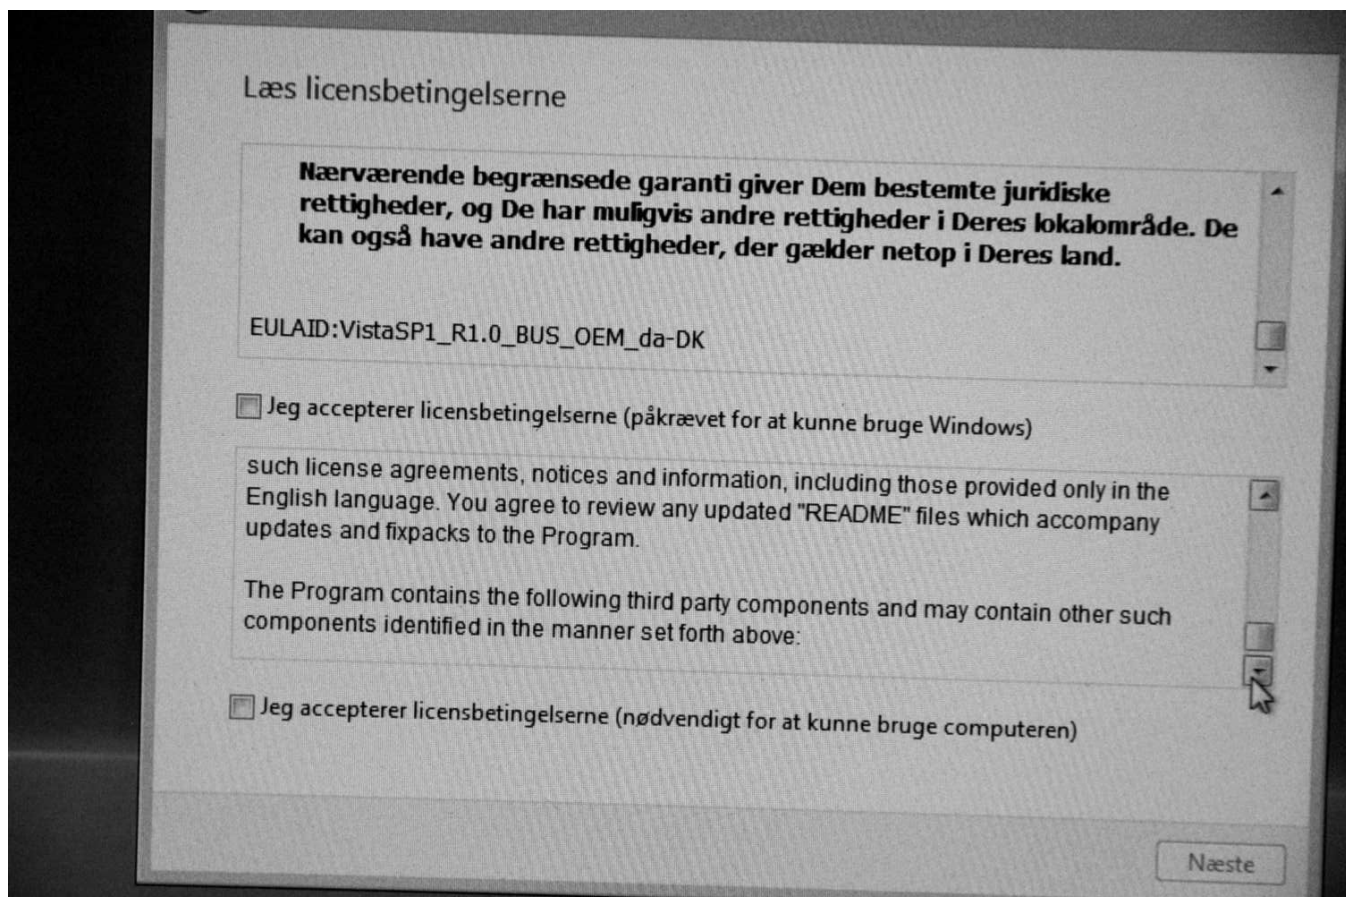 Læs licensbetingelserne
Nærværende begrænsede garanti giver Dem bestemte juridiske
rettigheder, og De har muligvis andre rettigheder i Deres lokalområde. De
kan også have andre rettigheder, der gælder netop i Deres land.
EULAID:VistaSP1_R1.0_BUS_OEM_da-DK
Jeg accepterer licensbetingelserne (påkrævet for at kunne bruge Windows)
such license agreements, notices and information, including those provided only in the
English language. You agree to review any updated "README" files which accompany
updates and fixpacks to the Program.
The Program contains the following third party components and may contain other such
components identified in the manner set forth above:
Jeg accepterer licensbetingelserne (nødvendigt for at kunne bruge computeren)
Næste